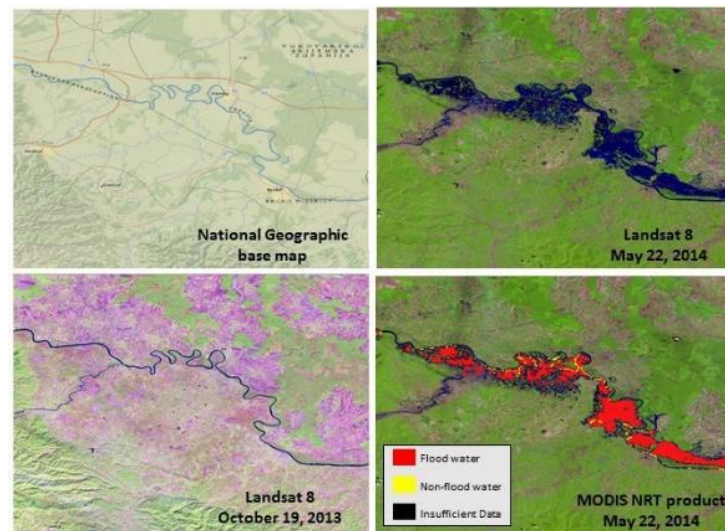 National Geographic
base map
Landsat 8
May 22, 2014
Landsat 8
October 19, 2013
Flood water
Non-flood water
Insufficient Data
MODIS NRT product
May 22, 2014